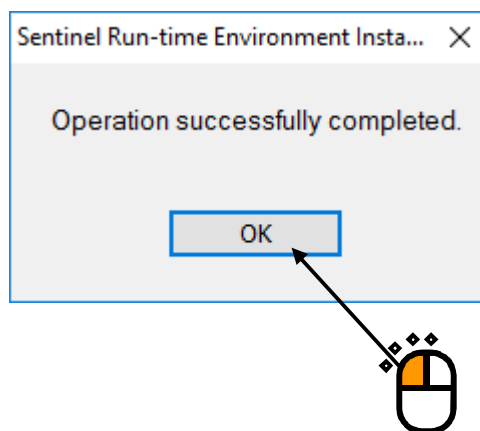 Sentinel Run-time Environment Insta...
Operation successfully completed.
OK